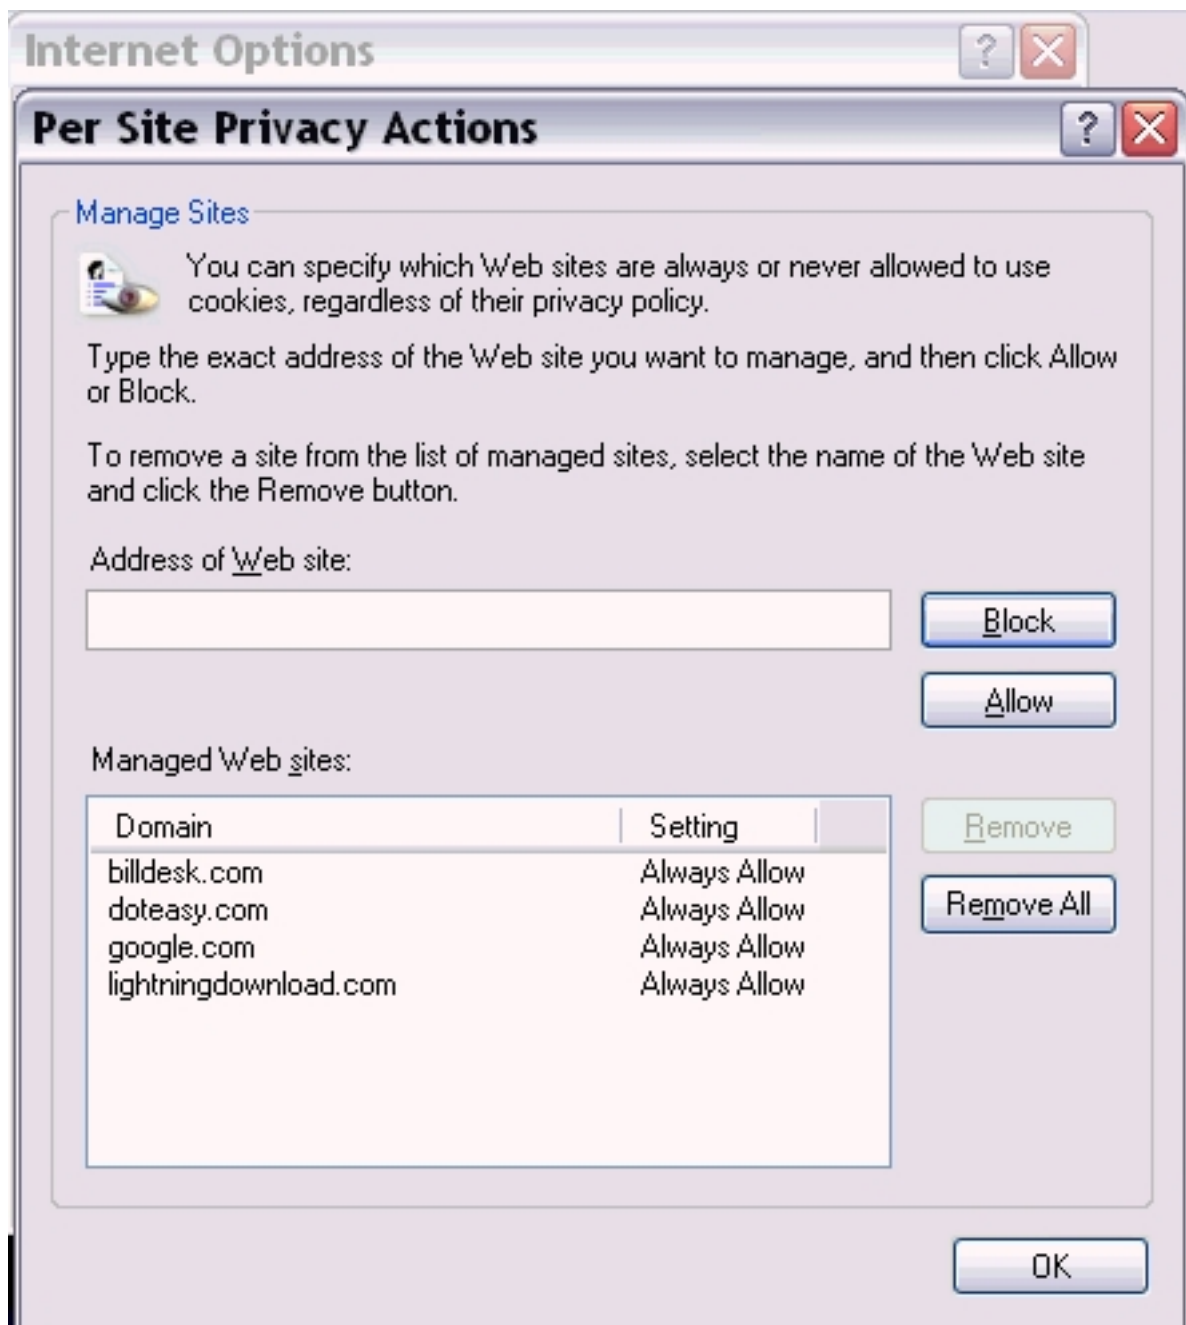 Internet Options
Per Site Privacy Actions
Manage Sites
You can specify which Web sites are always or never allowed to use
cookies, regardless of their privacy policy.
Type the exact address of the Web site you want to manage, and then click Allow
or Block.
To remove a site from the list of managed sites, select the name of the Web site
and click the Remove button.
Address of Web site:
Block
Allow
Managed Web sites:
Domain Setting
Remove
billdesk.com Always Allow
doteasy.com Always Allow
Remove All
google.com Always Allow
lightningdownload.com Always Allow
OK